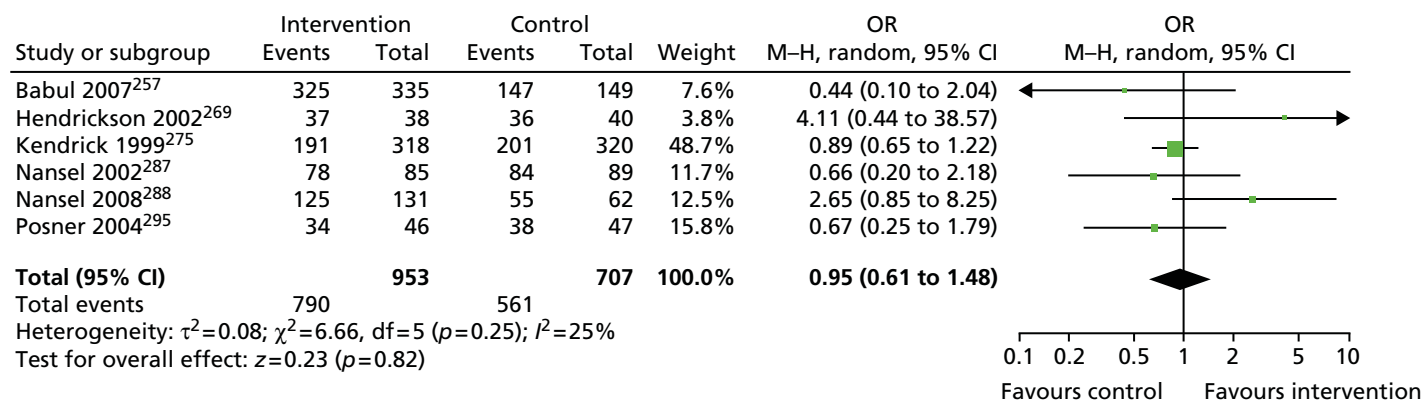 Intervention Control OR OR
Study or subgroup Events Total Events Total Weight M–H, random, 95% CI M–H, random, 95% CI
Babul 2007²⁵⁷ 325 335 147 149 7.6% 0.44 (0.10 to 2.04)
Hendrickson 2002²⁶⁹ 37 38 36 40 3.8% 4.11 (0.44 to 38.57)
Kendrick 1999²⁷⁵ 191 318 201 320 48.7% 0.89 (0.65 to 1.22)
Nansel 2002²⁸⁷ 78 85 84 89 11.7% 0.66 (0.20 to 2.18)
Nansel 2008²⁸⁸ 125 131 55 62 12.5% 2.65 (0.85 to 8.25)
Posner 2004²⁹⁵ 34 46 38 47 15.8% 0.67 (0.25 to 1.79)
Total (95% CI) 953 707 100.0% 0.95 (0.61 to 1.48)
Total events 790 561
Heterogeneity: τ²=0.08; χ²=6.66, df=5 (p=0.25); I²=25%
Test for overall effect: z=0.23 (p=0.82)
0.1 0.2 0.5 1 2 5 10
Favours control Favours intervention